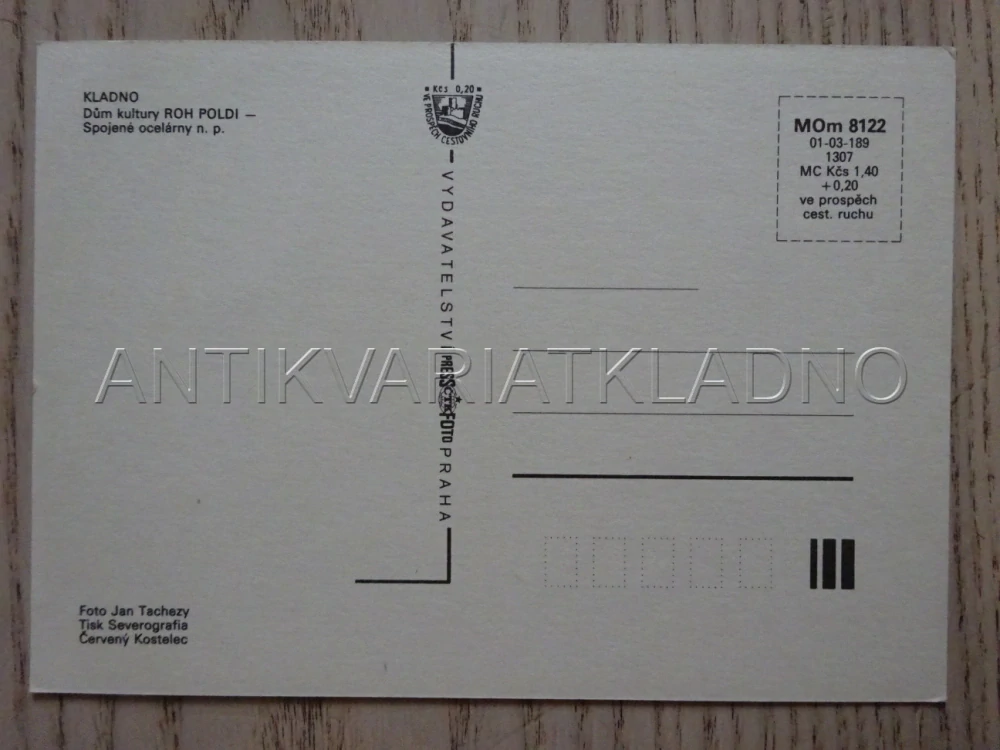 KLADNO
Dům kultury ROH POLDI —
Spojené ocelárny n. p.
Kčs 0,20
VE PROSPĚCH CESTOVNÍHO RUCHU
MOm 8122
01-03-189
1307
MC Kčs 1,40
+0,20
ve prospěch
cest. ruchu
VYDAVATELSTVÍ PRESSFOTO PRAHA
ČTK
ANTIKVARIATKLADNO
Foto Jan Tachezy
Tisk Severografia
Červený Kostelec